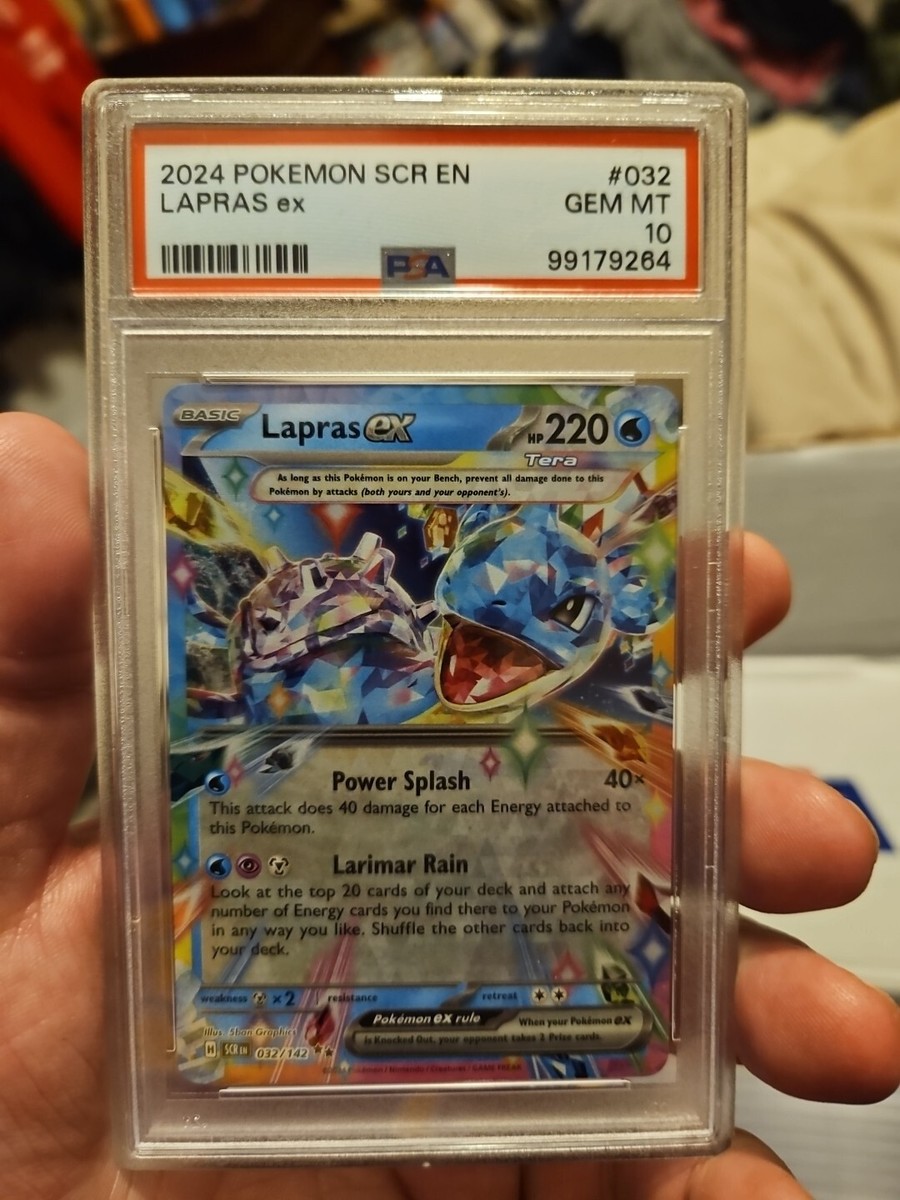 2024 POKEMON SCR EN #032
LAPRAS ex GEM MT
10
PSA 99179264
BASIC Lapras ex HP 220
Tera
As long as this Pokémon is on your Bench, prevent all damage done to this
Pokémon by attacks (both yours and your opponent's).
Power Splash 40×
This attack does 40 damage for each Energy attached to
this Pokémon.
Larimar Rain
Look at the top 20 cards of your deck and attach any
number of Energy cards you find there to your Pokémon
in any way you like. Shuffle the other cards back into
your deck.
weakness ×2 resistance retreat
Pokémon ex rule When your Pokémon ex
is Knocked Out, your opponent takes 2 Prize cards.
Illus. 5ban Graphics
H SCR EN 032/142 ★★
©2024 Pokémon / Nintendo / Creatures / GAME FREAK